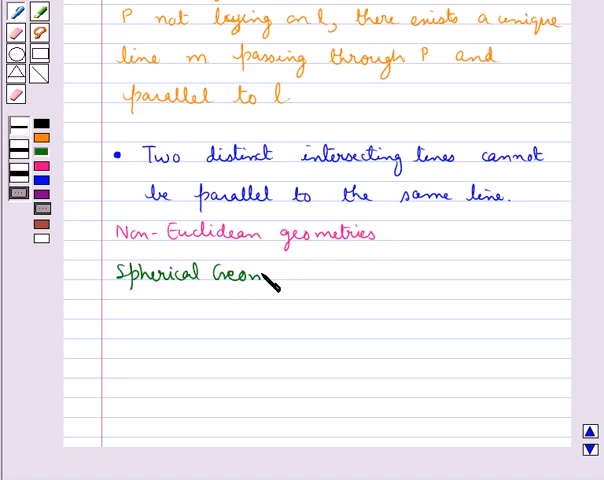 P not lying on l, there exists a unique
line m passing through P and
parallel to l
• Two distinct intersecting lines cannot
be parallel to the same line.
Non-Euclidean geometries
Spherical Geom